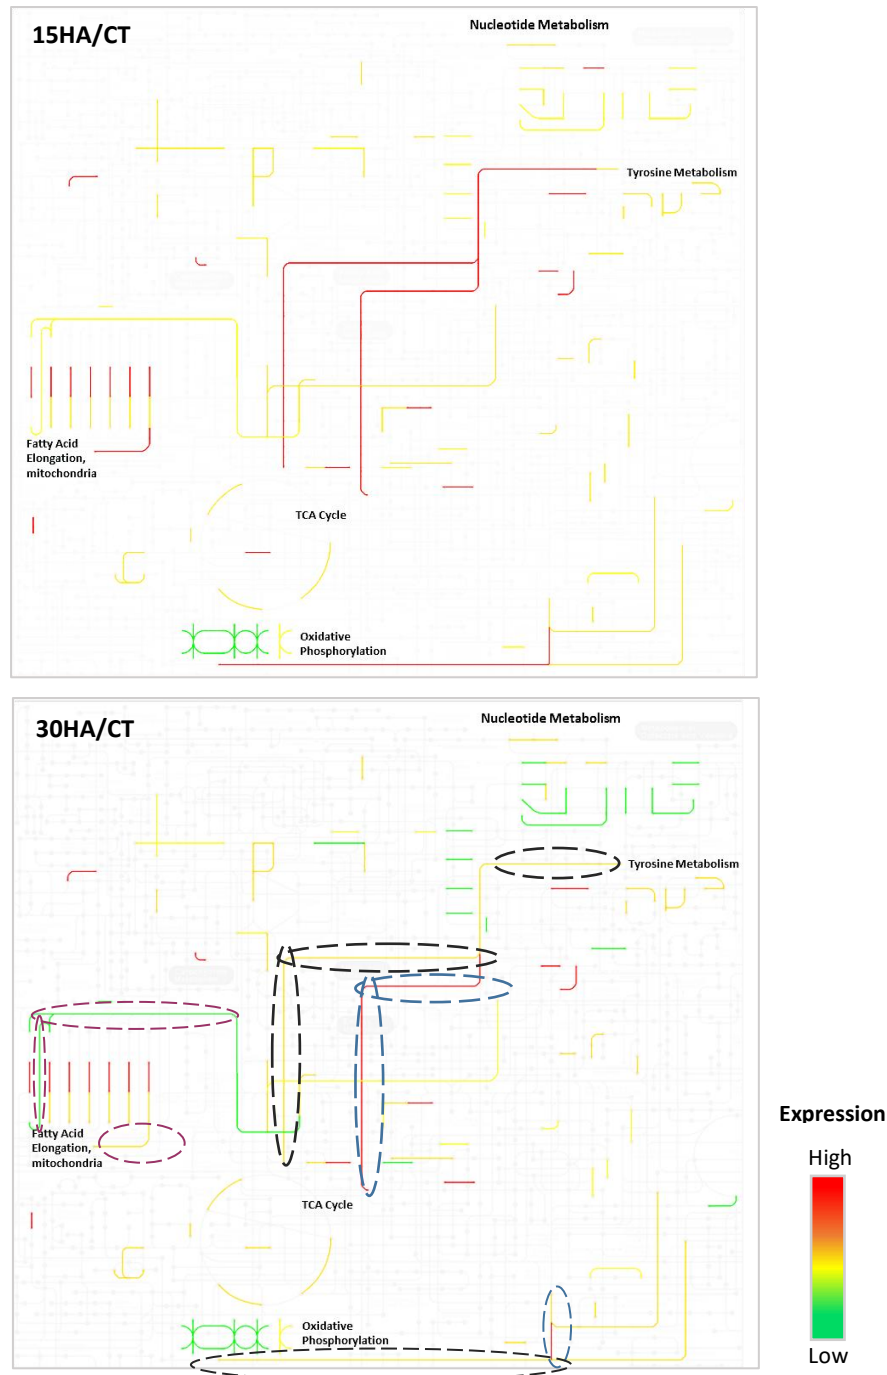 15HA/CT
Nucleotide Metabolism
Tyrosine Metabolism
Fatty Acid
Elongation,
mitochondria
TCA Cycle
Oxidative
Phosphorylation
30HA/CT
Nucleotide Metabolism
Tyrosine Metabolism
Fatty Acid
Elongation,
mitochondria
TCA Cycle
Oxidative
Phosphorylation
Expression
High
Low